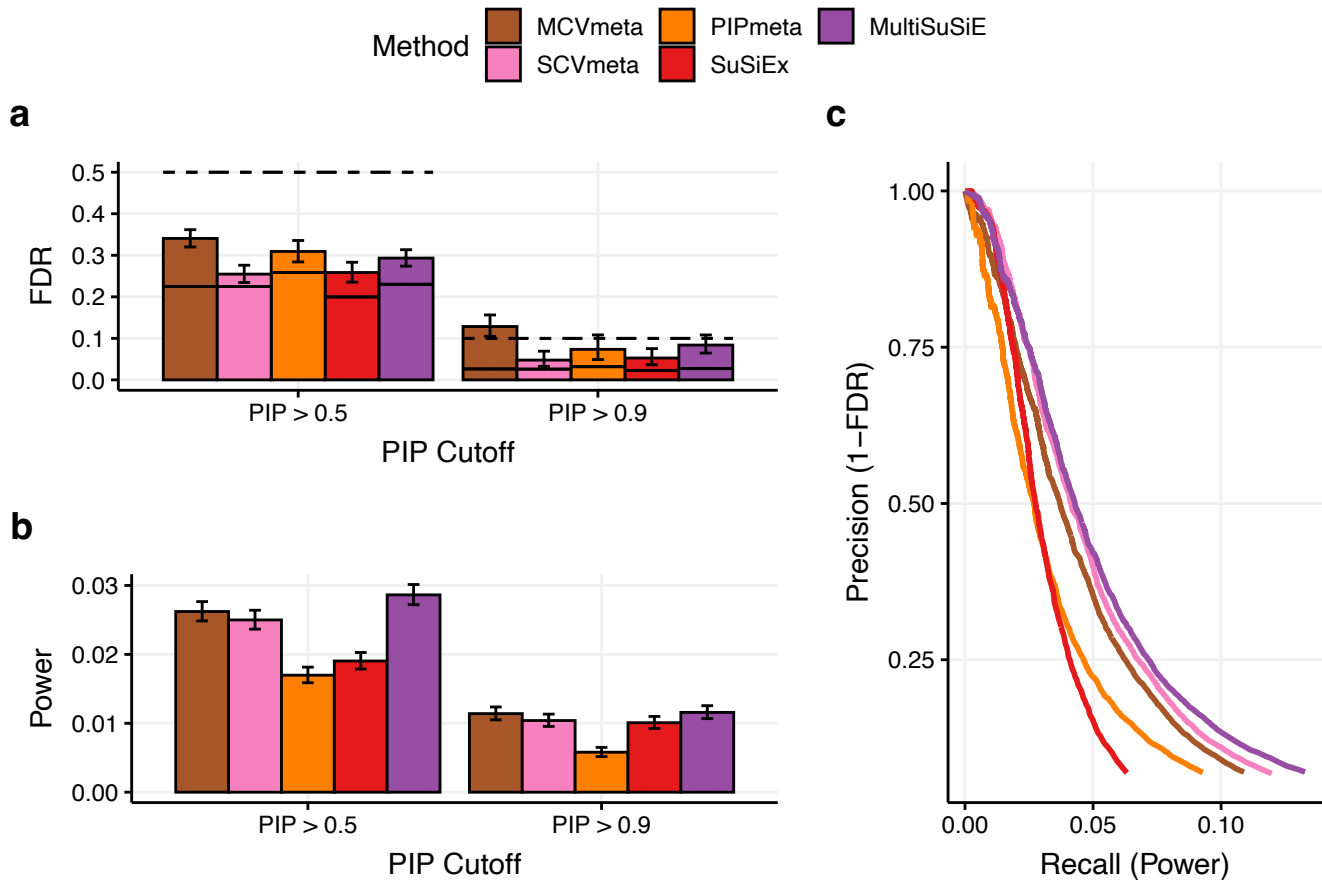 Method
MCVmeta
PIPmeta
MultiSuSiE
SCVmeta
SuSiEx
a
FDR
0.5
0.4
0.3
0.2
0.1
0.0
PIP > 0.5
PIP > 0.9
PIP Cutoff
b
Power
0.03
0.02
0.01
0.00
PIP > 0.5
PIP > 0.9
PIP Cutoff
c
Precision (1−FDR)
1.00
0.75
0.50
0.25
0.00
0.05
0.10
Recall (Power)